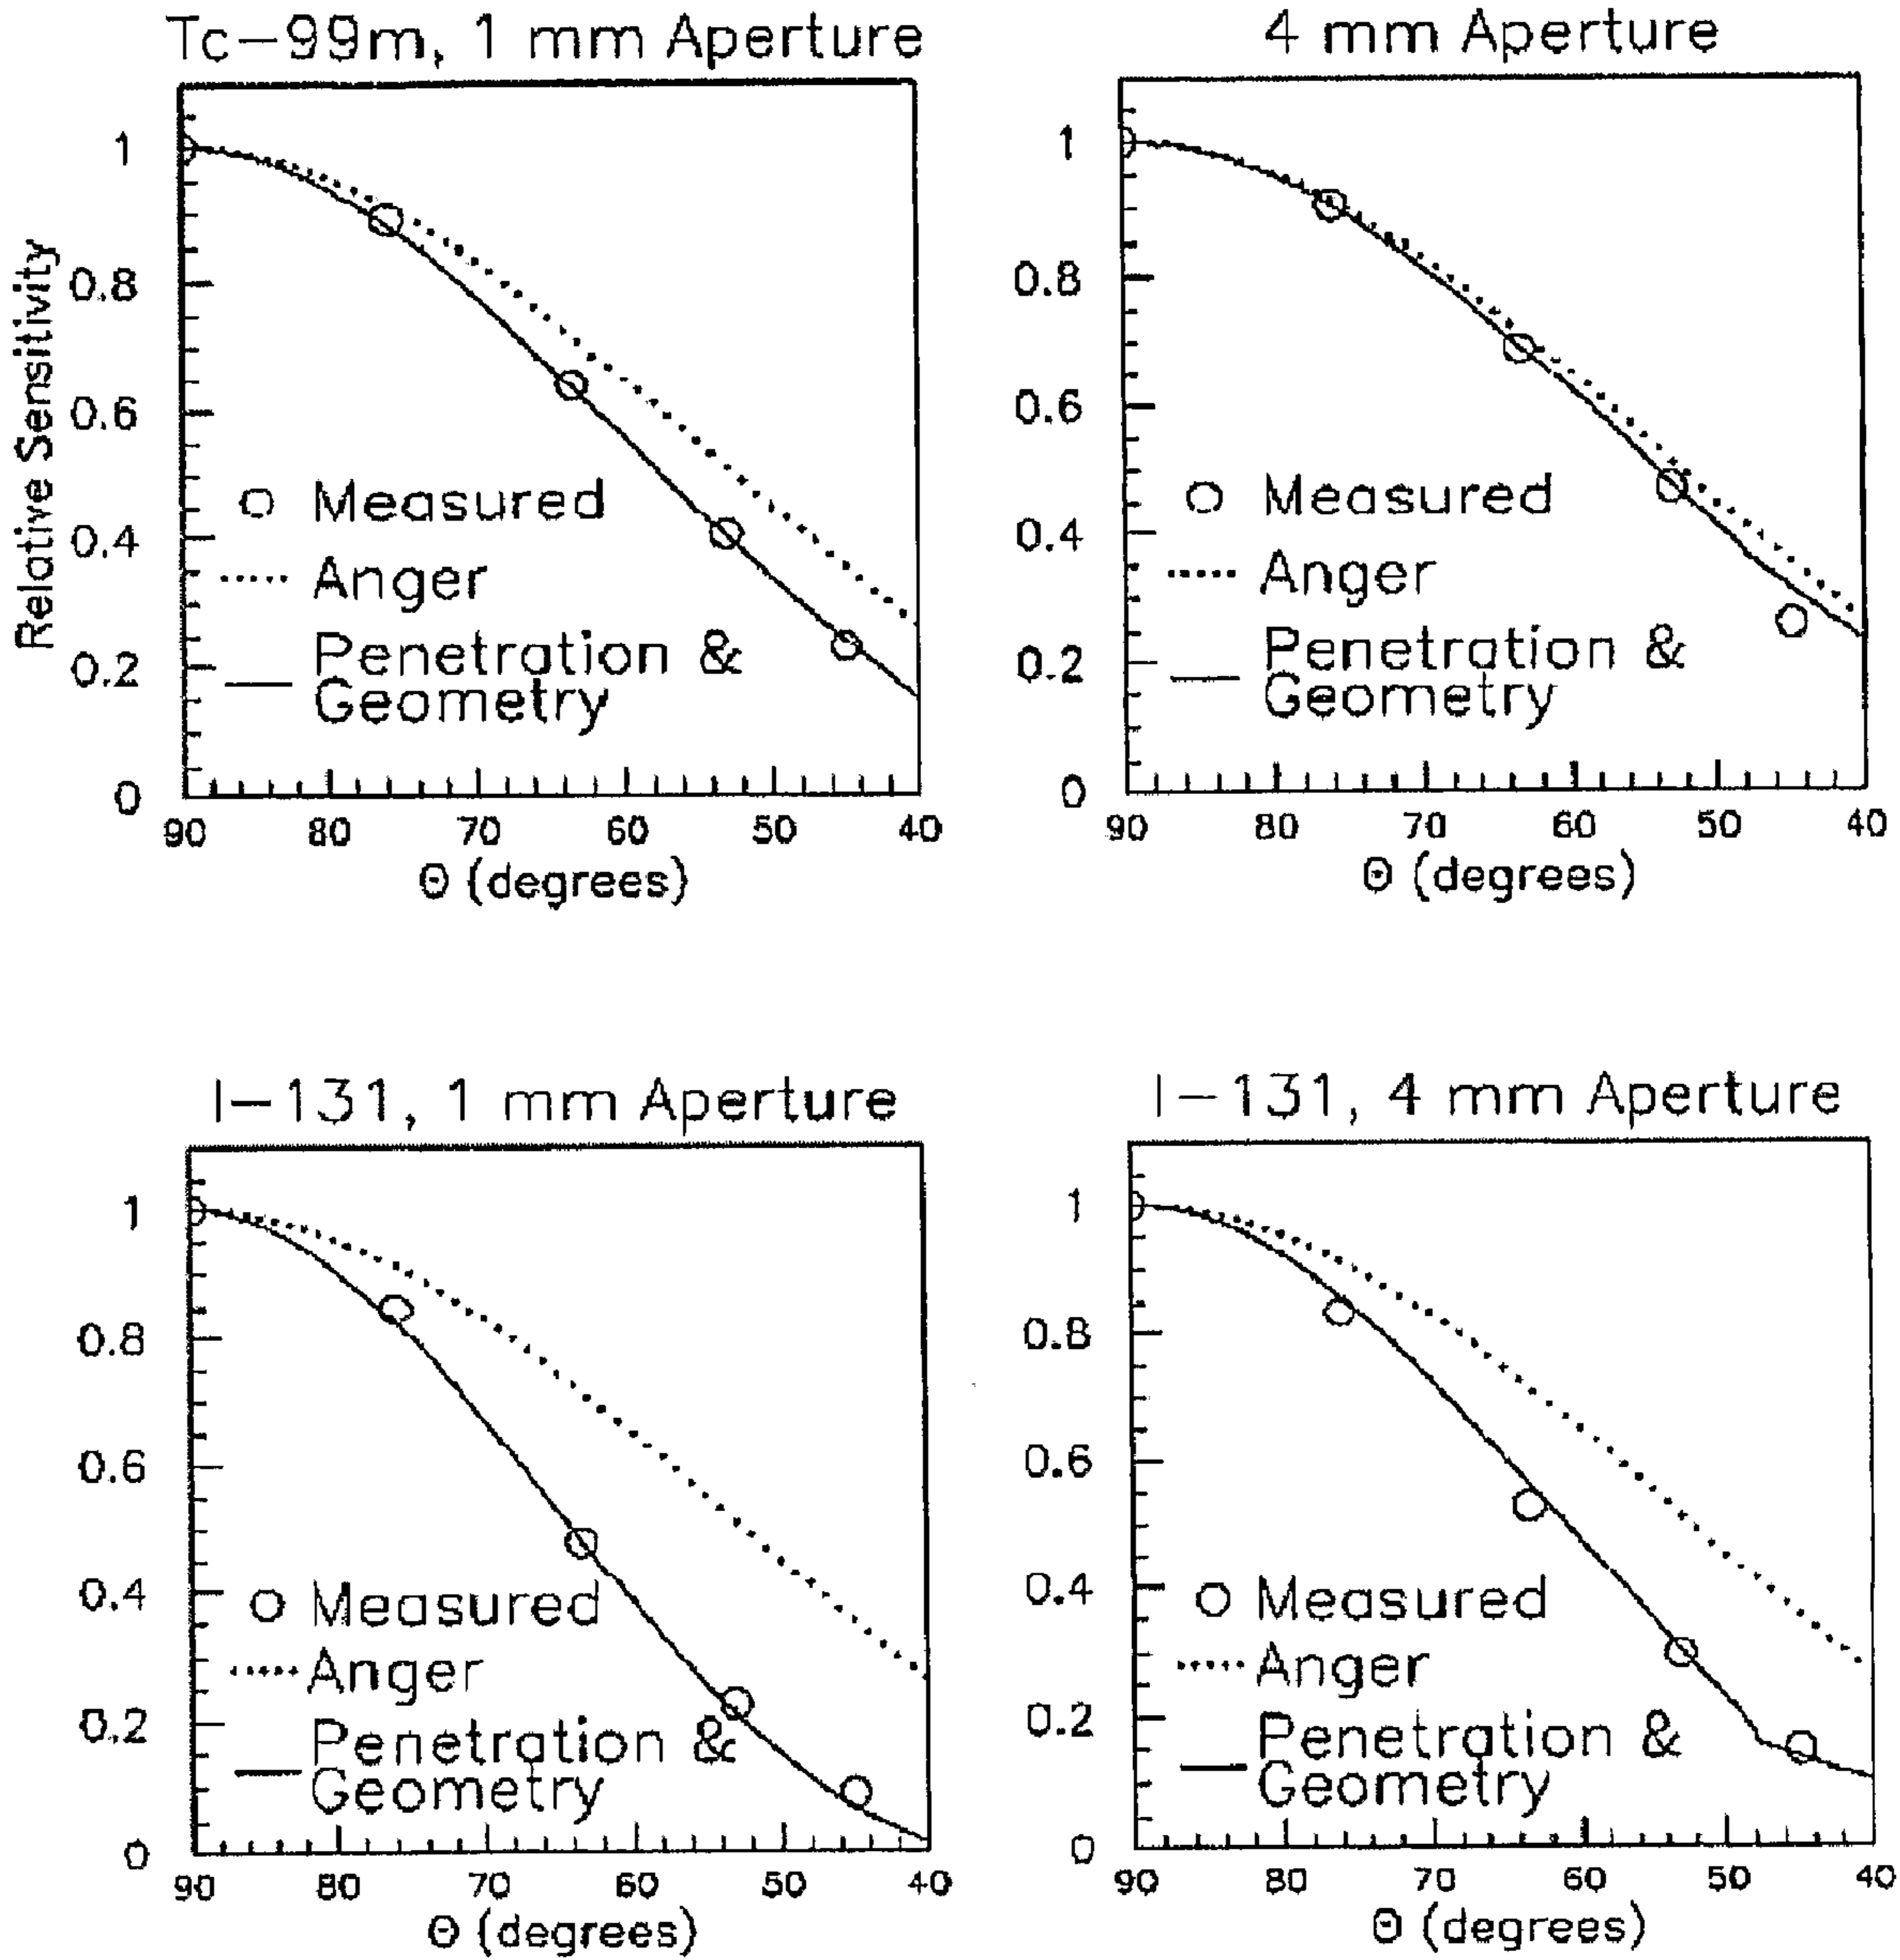 Tc-99m, 1 mm Aperture
Relative Sensitivity
1
0.8
0.6
0.4
0.2
0
Measured
Anger
Penetration &
Geometry
90 80 70 60 50 40
Θ (degrees)
4 mm Aperture
1
0.8
0.6
0.4
0.2
0
Measured
Anger
Penetration &
Geometry
90 80 70 60 50 40
Θ (degrees)
I-131, 1 mm Aperture
1
0.8
0.6
0.4
0.2
0
Measured
Anger
Penetration &
Geometry
90 80 70 60 50 40
Θ (degrees)
I-131, 4 mm Aperture
1
0.8
0.6
0.4
0.2
0
Measured
Anger
Penetration &
Geometry
90 80 70 60 50 40
Θ (degrees)